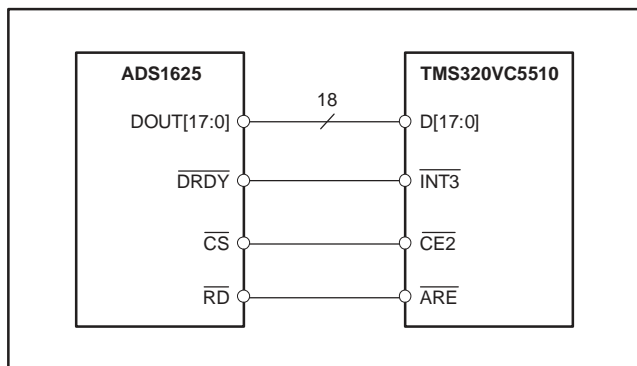 ADS1625 TMS320VC5510
18
DOUT[17:0] D[17:0]
DRDY INT3
CS CE2
RD ARE